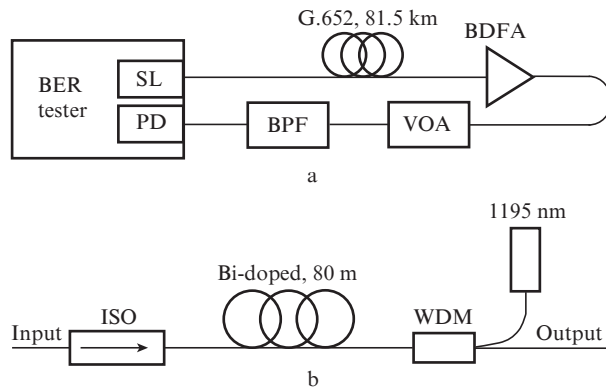 G.652, 81.5 km
BDFA
BER
tester
SL
PD
BPF
VOA
a
1195 nm
Bi-doped, 80 m
Input
ISO
WDM
Output
b